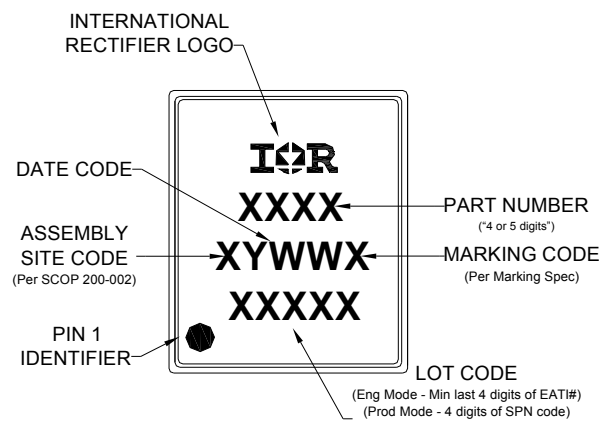 INTERNATIONAL
RECTIFIER LOGO
IOR
DATE CODE
XXXX
PART NUMBER
("4 or 5 digits")
ASSEMBLY
SITE CODE
(Per SCOP 200-002)
XYWWX
MARKING CODE
(Per Marking Spec)
XXXXX
PIN 1
IDENTIFIER
LOT CODE
(Eng Mode - Min last 4 digits of EATI#)
(Prod Mode - 4 digits of SPN code)